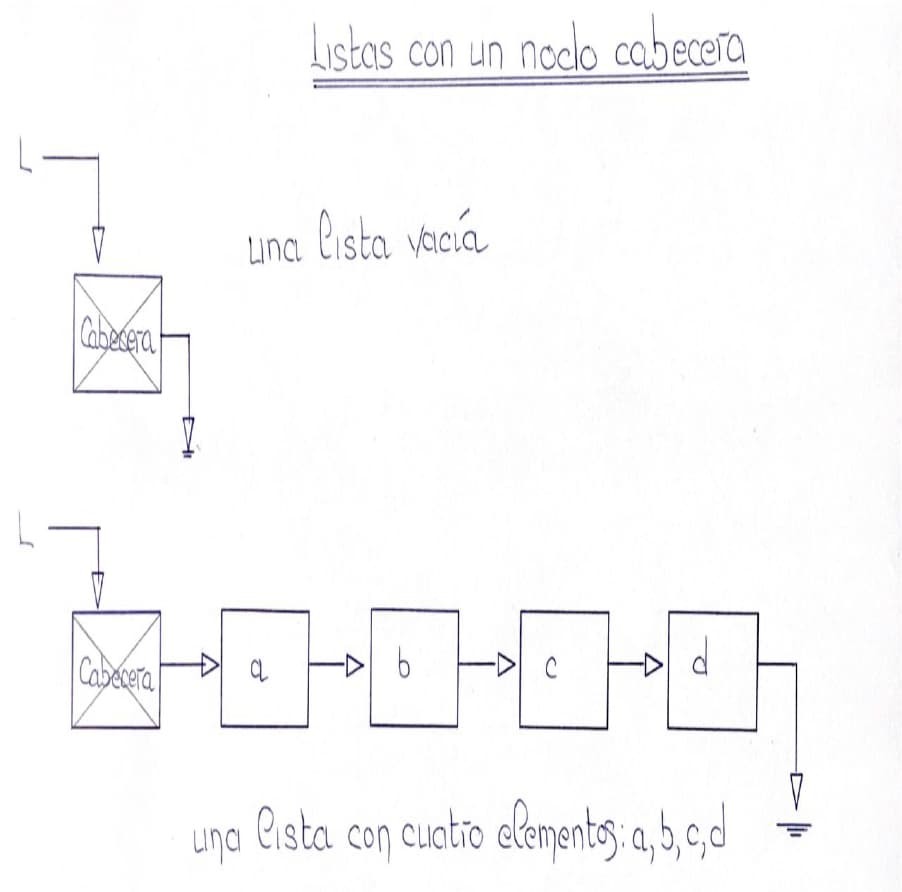 Listas con un nodo cabecera
L
una lista vacía
Cabecera
L
Cabecera
a
b
c
d
una lista con cuatro elementos: a, b, c, d